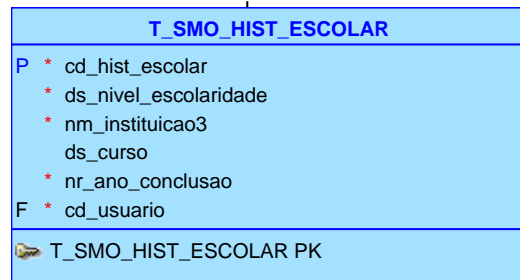 T_SMO_HIST_ESCOLAR
P * cd_hist_escolar
* ds_nivel_escolaridade
* nm_instituicao3
ds_curso
* nr_ano_conclusao
F * cd_usuario
T_SMO_HIST_ESCOLAR PK